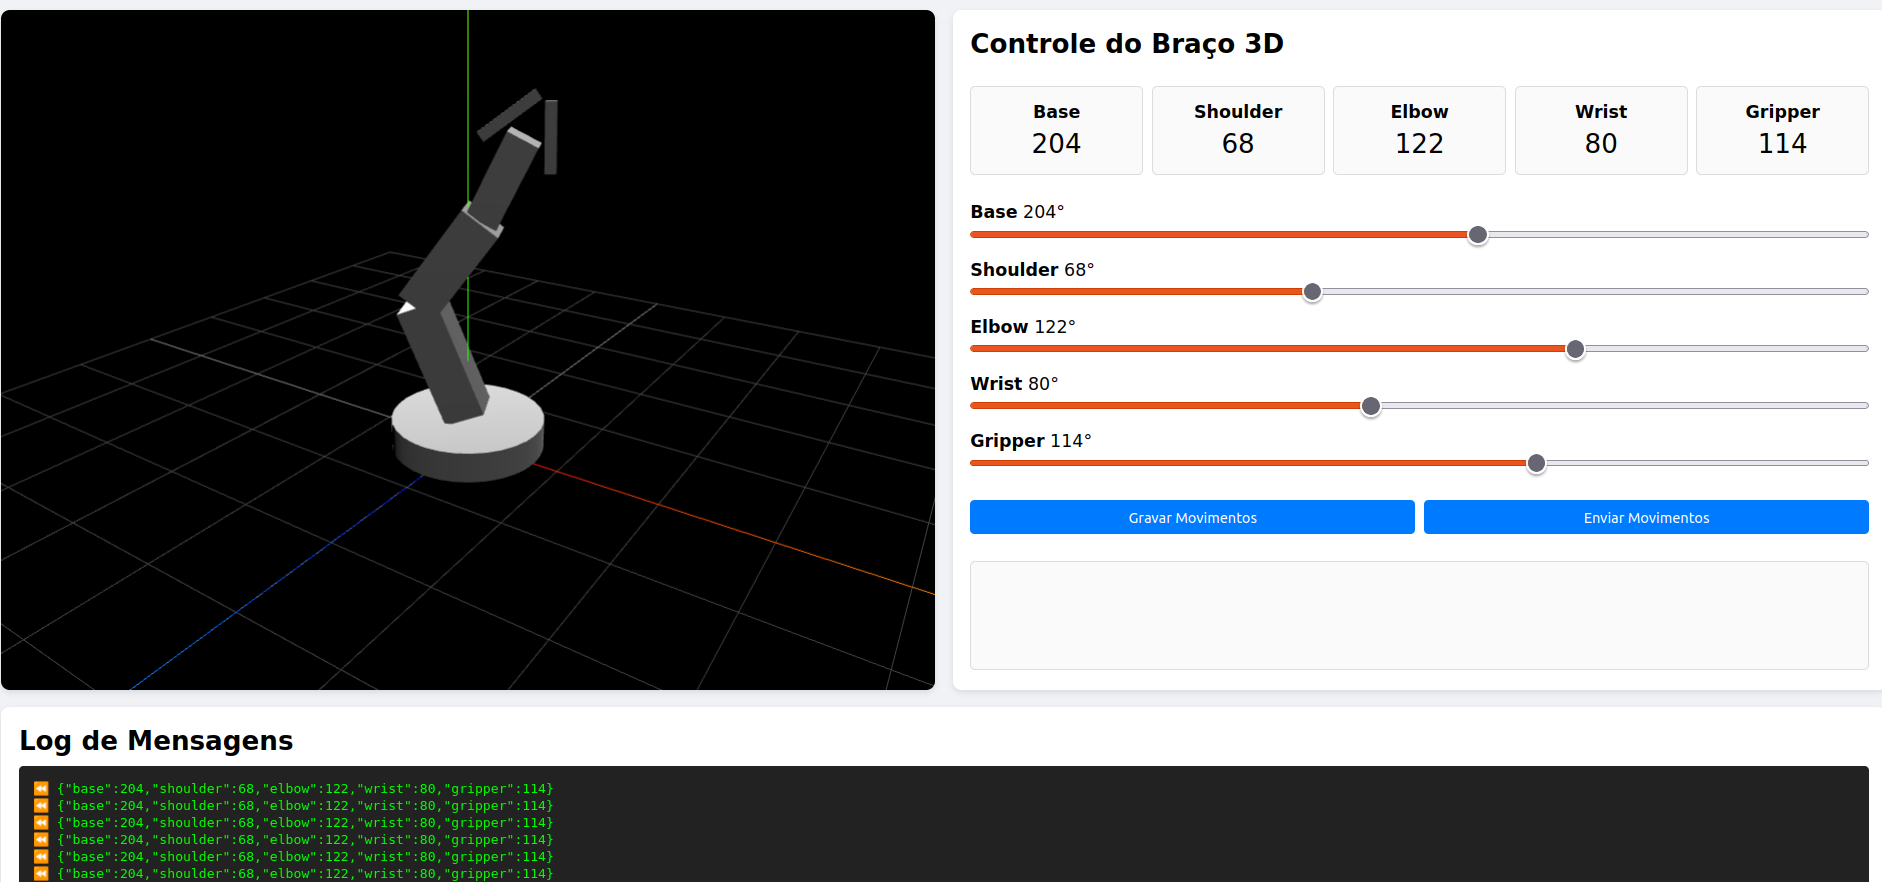 Controle do Braço 3D
Base
204
Shoulder
68
Elbow
122
Wrist
80
Gripper
114
Base 204°
Shoulder 68°
Elbow 122°
Wrist 80°
Gripper 114°
Gravar Movimentos
Enviar Movimentos
Log de Mensagens
⏪ {"base":204,"shoulder":68,"elbow":122,"wrist":80,"gripper":114}
⏪ {"base":204,"shoulder":68,"elbow":122,"wrist":80,"gripper":114}
⏪ {"base":204,"shoulder":68,"elbow":122,"wrist":80,"gripper":114}
⏪ {"base":204,"shoulder":68,"elbow":122,"wrist":80,"gripper":114}
⏪ {"base":204,"shoulder":68,"elbow":122,"wrist":80,"gripper":114}
⏪ {"base":204,"shoulder":68,"elbow":122,"wrist":80,"gripper":114}